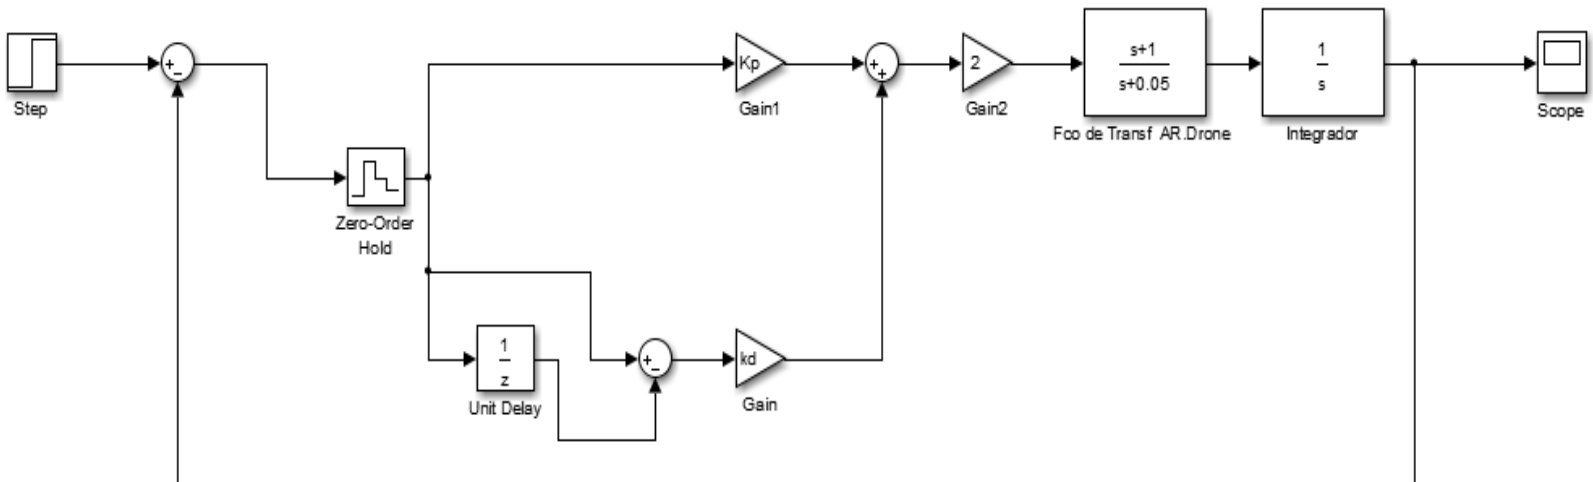 Step
+
−
Zero-Order
Hold
1
z
Unit Delay
+
−
Kp
Gain1
kd
Gain
+
+
2
Gain2
s+1
s+0.05
Fco de Transf AR.Drone
1
s
Integrador
Scope